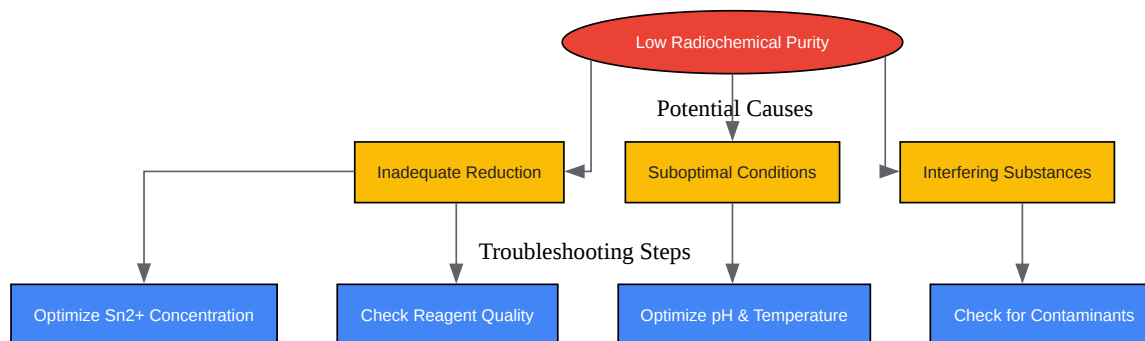 Low Radiochemical Purity
Potential Causes
Inadequate Reduction
Suboptimal Conditions
Interfering Substances
Troubleshooting Steps
Optimize Sn2+ Concentration
Check Reagent Quality
Optimize pH & Temperature
Check for Contaminants